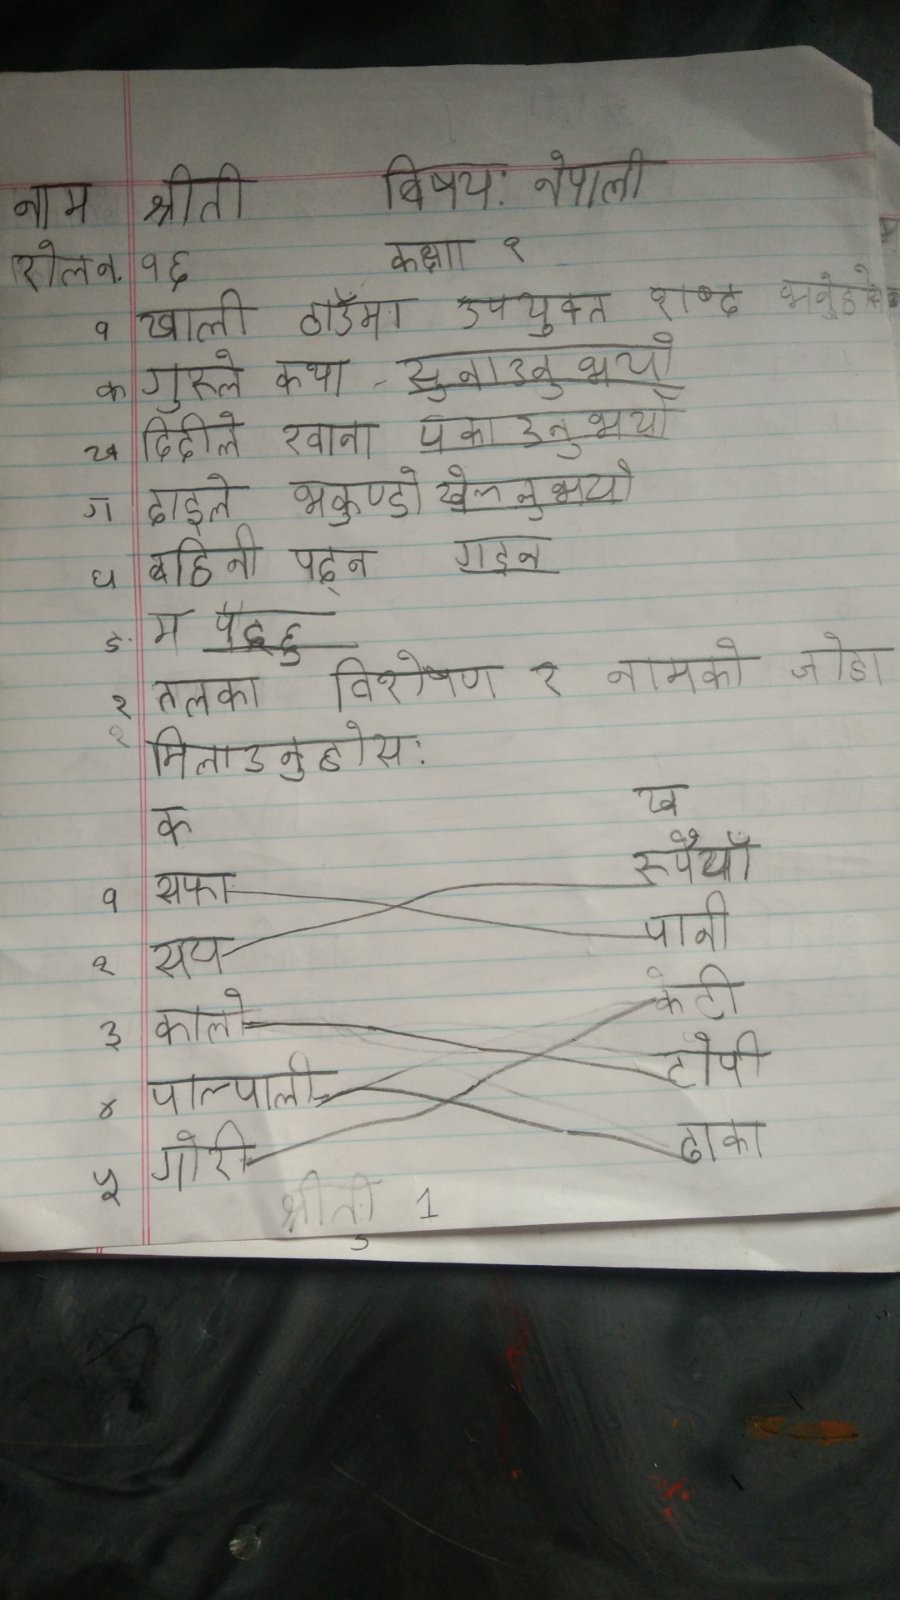 नाम श्रीती बिषय: नेपाली
रोल न. १६ कक्षा १
१ खाली ठाउँमा उपयुक्त शब्द भर्नुहोस
क गुरुले कथा - सुनाउनुभयो
ख दिदीले खाना पकाउनुभयो
ग दाइले भकुण्डो खेल्नुभयो
घ बहिनी पढ्न गइन
ङ म पढ्छु
२ तलका विशेषण र नामको जोडा
२ मिलाउनुहोस:
क ख
१ सफा रूपैयाँ
२ सय पानी
३ कालो केटी
४ पाल्पाली टोपी
५ गोरी ढाका
श्रीती 1